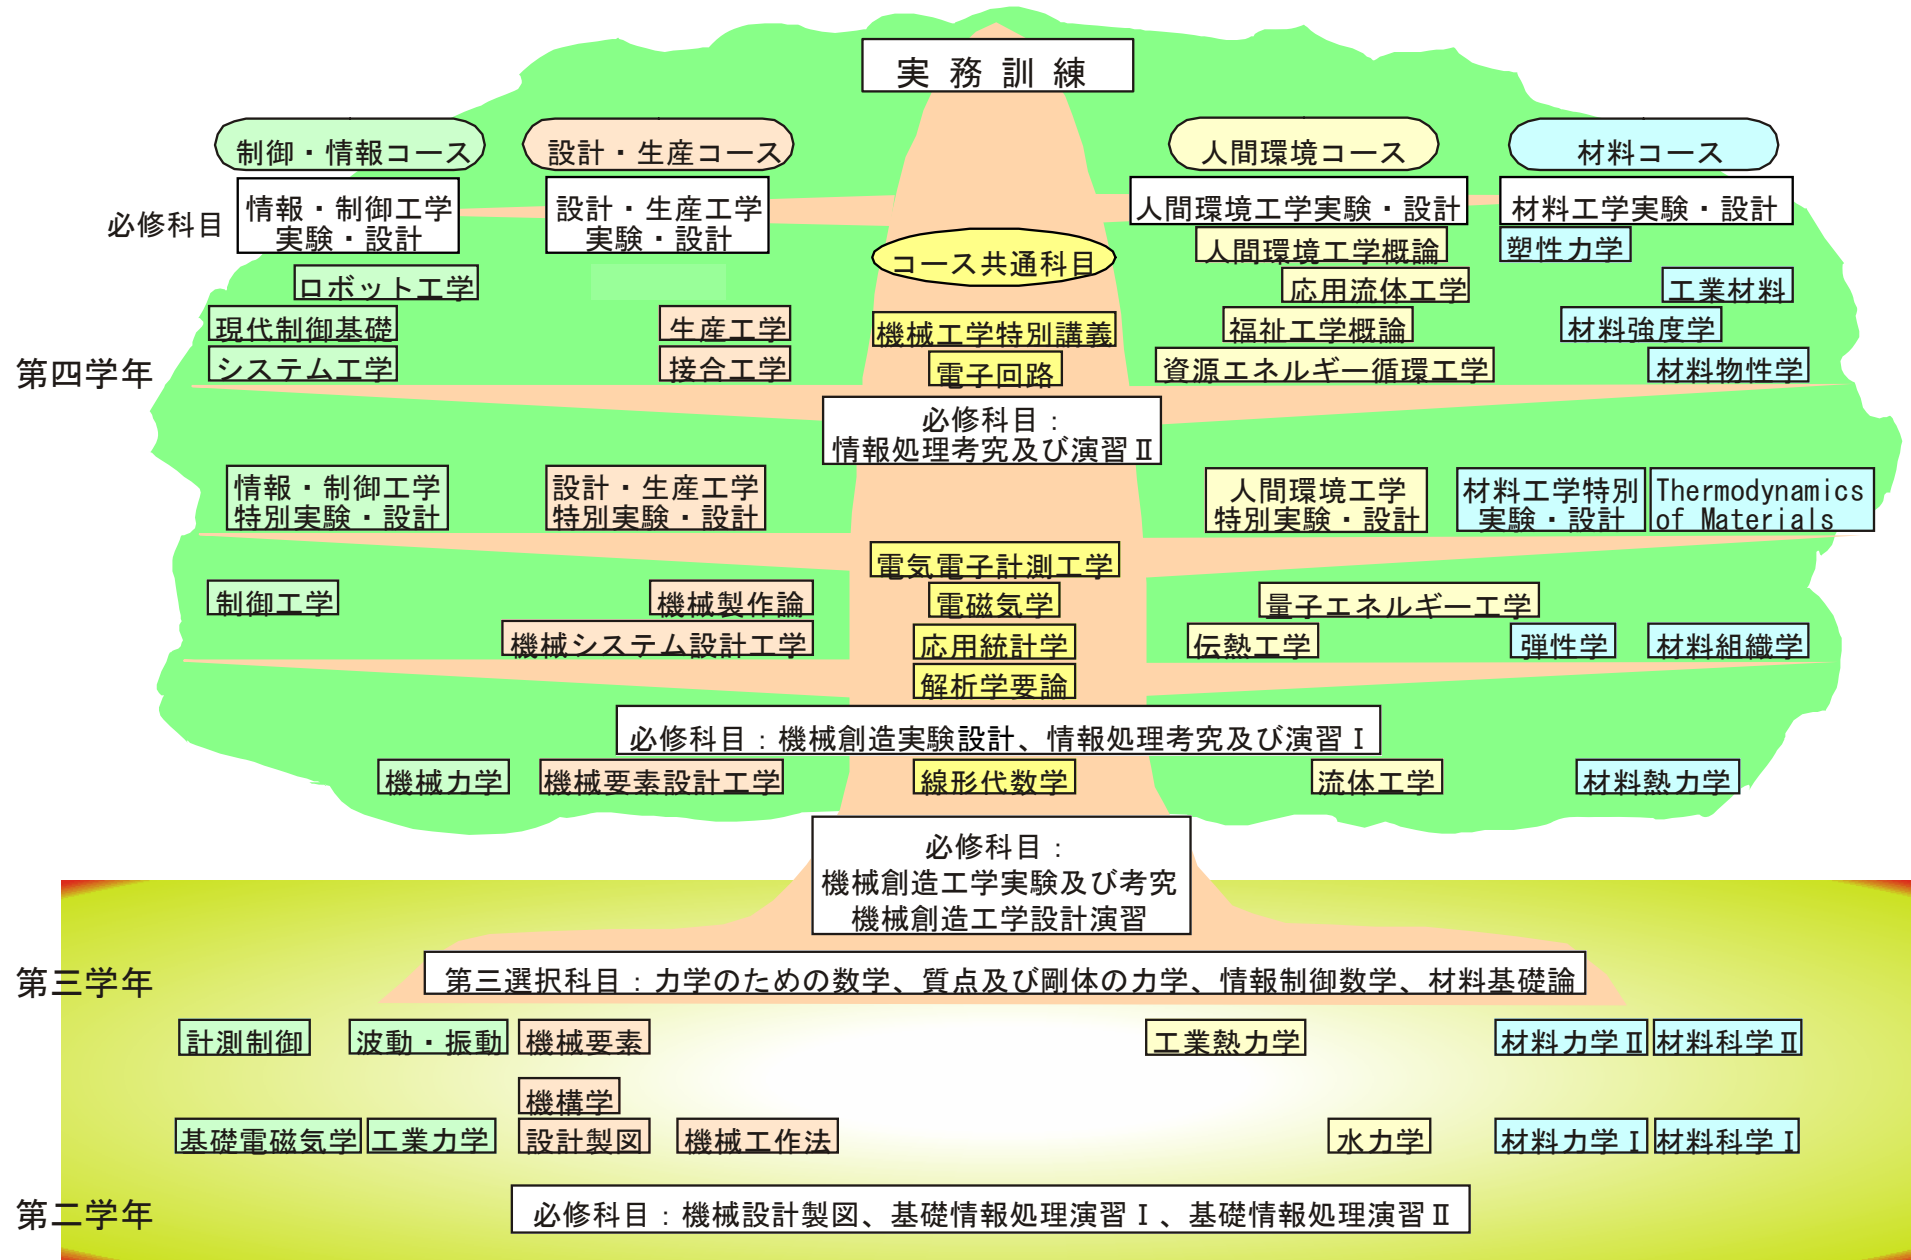 実務訓練
制御・情報コース
設計・生産コース
人間環境コース
材料コース
必修科目
情報・制御工学
実験・設計
設計・生産工学
実験・設計
人間環境工学実験・設計
材料工学実験・設計
コース共通科目
人間環境工学概論
塑性力学
ロボット工学
応用流体工学
工業材料
現代制御基礎
生産工学
機械工学特別講義
福祉工学概論
材料強度学
第四学年
システム工学
接合工学
電子回路
資源エネルギー循環工学
材料物性学
必修科目：
情報処理考究及び演習Ⅱ
情報・制御工学
特別実験・設計
設計・生産工学
特別実験・設計
人間環境工学
特別実験・設計
材料工学特別
実験・設計
Thermodynamics
of Materials
電気電子計測工学
制御工学
機械製作論
電磁気学
量子エネルギー工学
機械システム設計工学
応用統計学
伝熱工学
弾性学
材料組織学
解析学要論
必修科目：機械創造実験設計、情報処理考究及び演習Ⅰ
機械力学
機械要素設計工学
線形代数学
流体工学
材料熱力学
必修科目：
機械創造工学実験及び考究
機械創造工学設計演習
第三学年
第三選択科目：力学のための数学、質点及び剛体の力学、情報制御数学、材料基礎論
計測制御
波動・振動
機械要素
工業熱力学
材料力学Ⅱ
材料科学Ⅱ
機構学
基礎電磁気学
工業力学
設計製図
機械工作法
水力学
材料力学Ⅰ
材料科学Ⅰ
第二学年
必修科目：機械設計製図、基礎情報処理演習Ⅰ、基礎情報処理演習Ⅱ